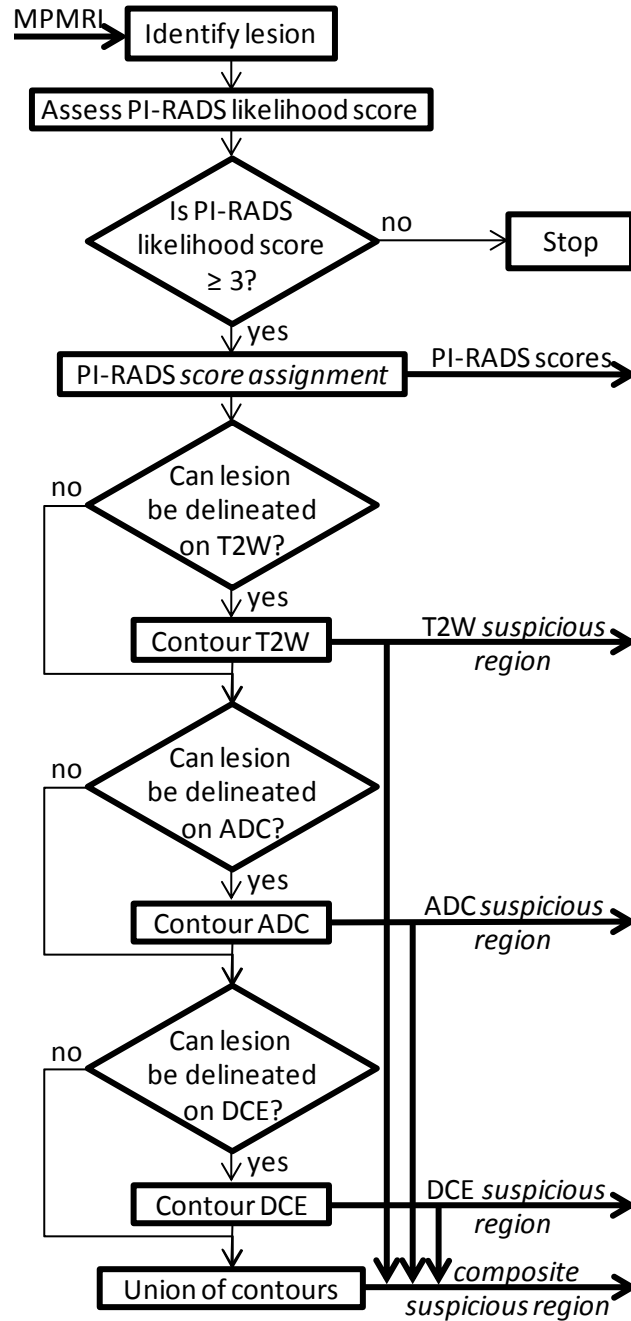 MPMRI
Identify lesion
Assess PI-RADS likelihood score
Is PI-RADS
likelihood score
≥ 3?
no
Stop
yes
PI-RADS scores
PI-RADS score assignment
Can lesion
be delineated
on T2W?
no
yes
Contour T2W
T2W suspicious
region
Can lesion
be delineated
on ADC?
no
yes
Contour ADC
ADC suspicious
region
Can lesion
be delineated
on DCE?
no
yes
Contour DCE
DCE suspicious
region
Union of contours
composite
suspicious region